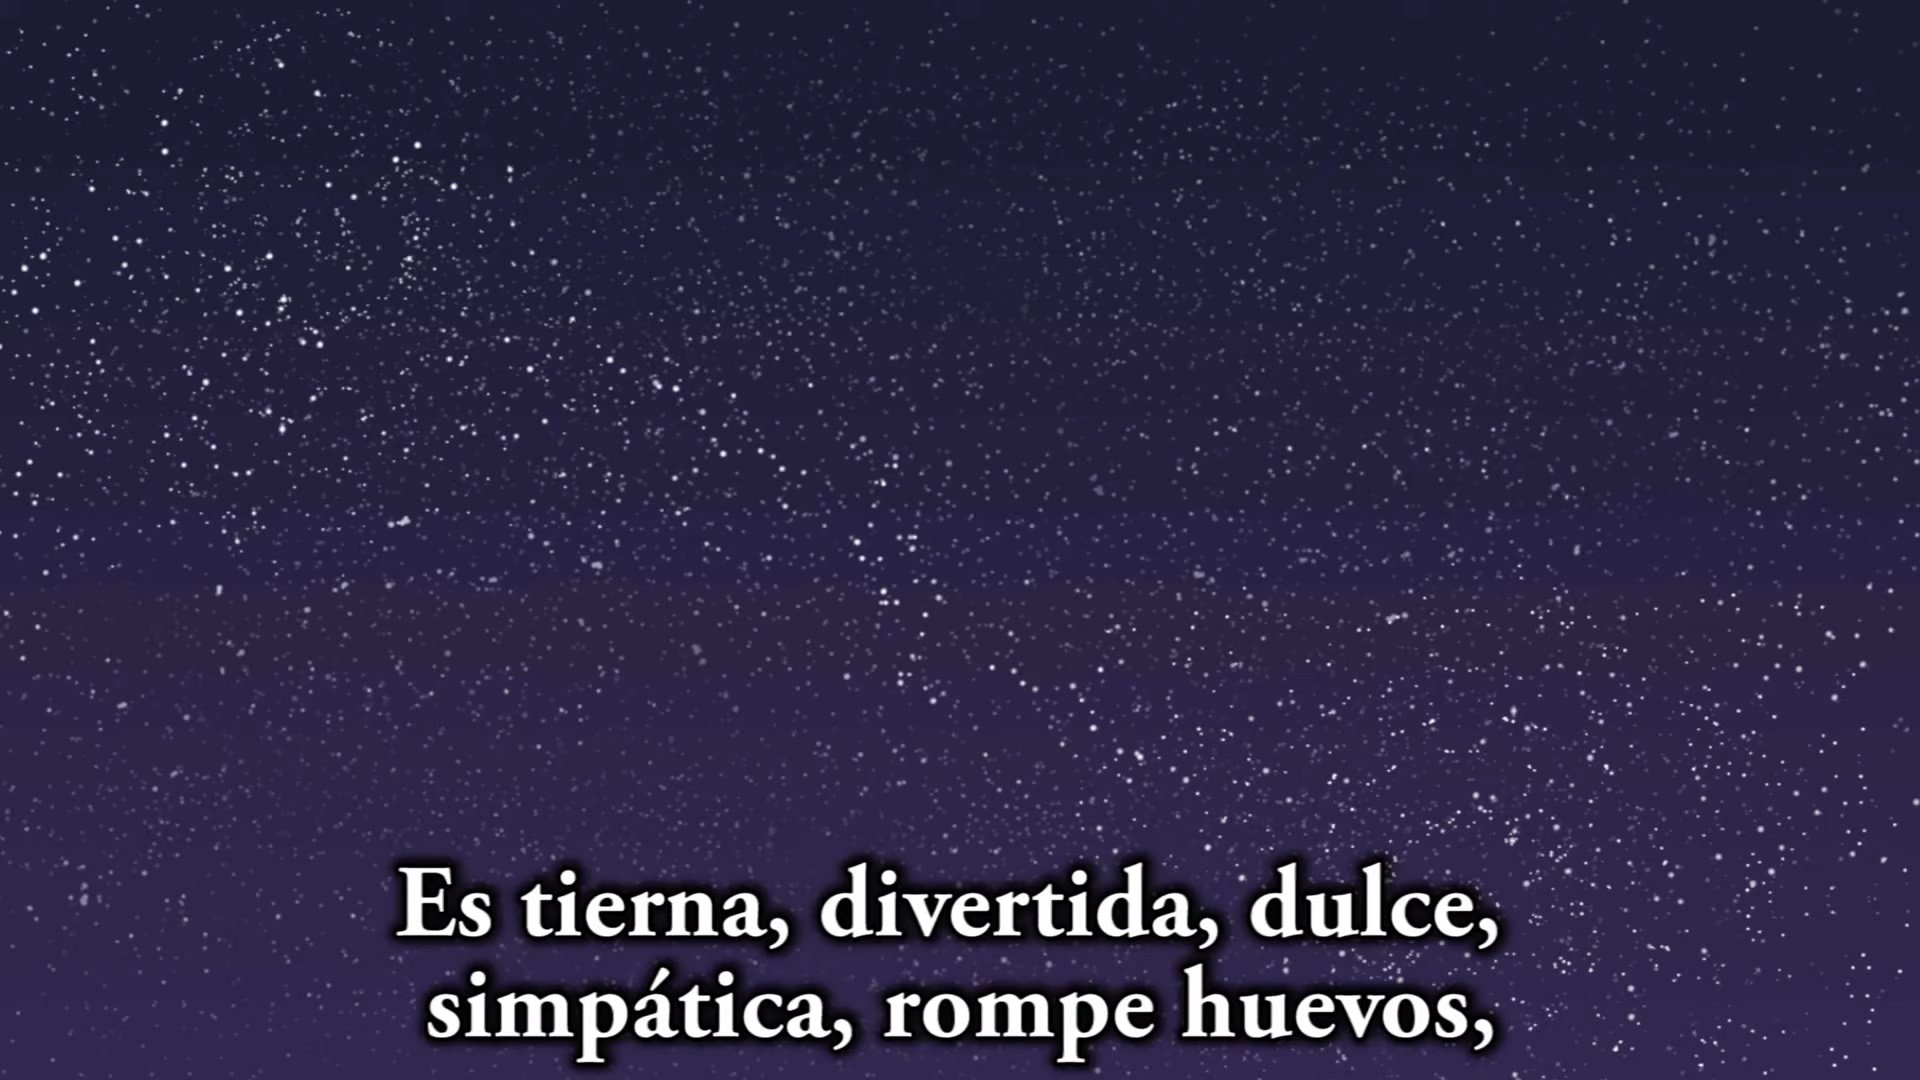 Es tierna, divertida, dulce,
simpática, rompe huevos,